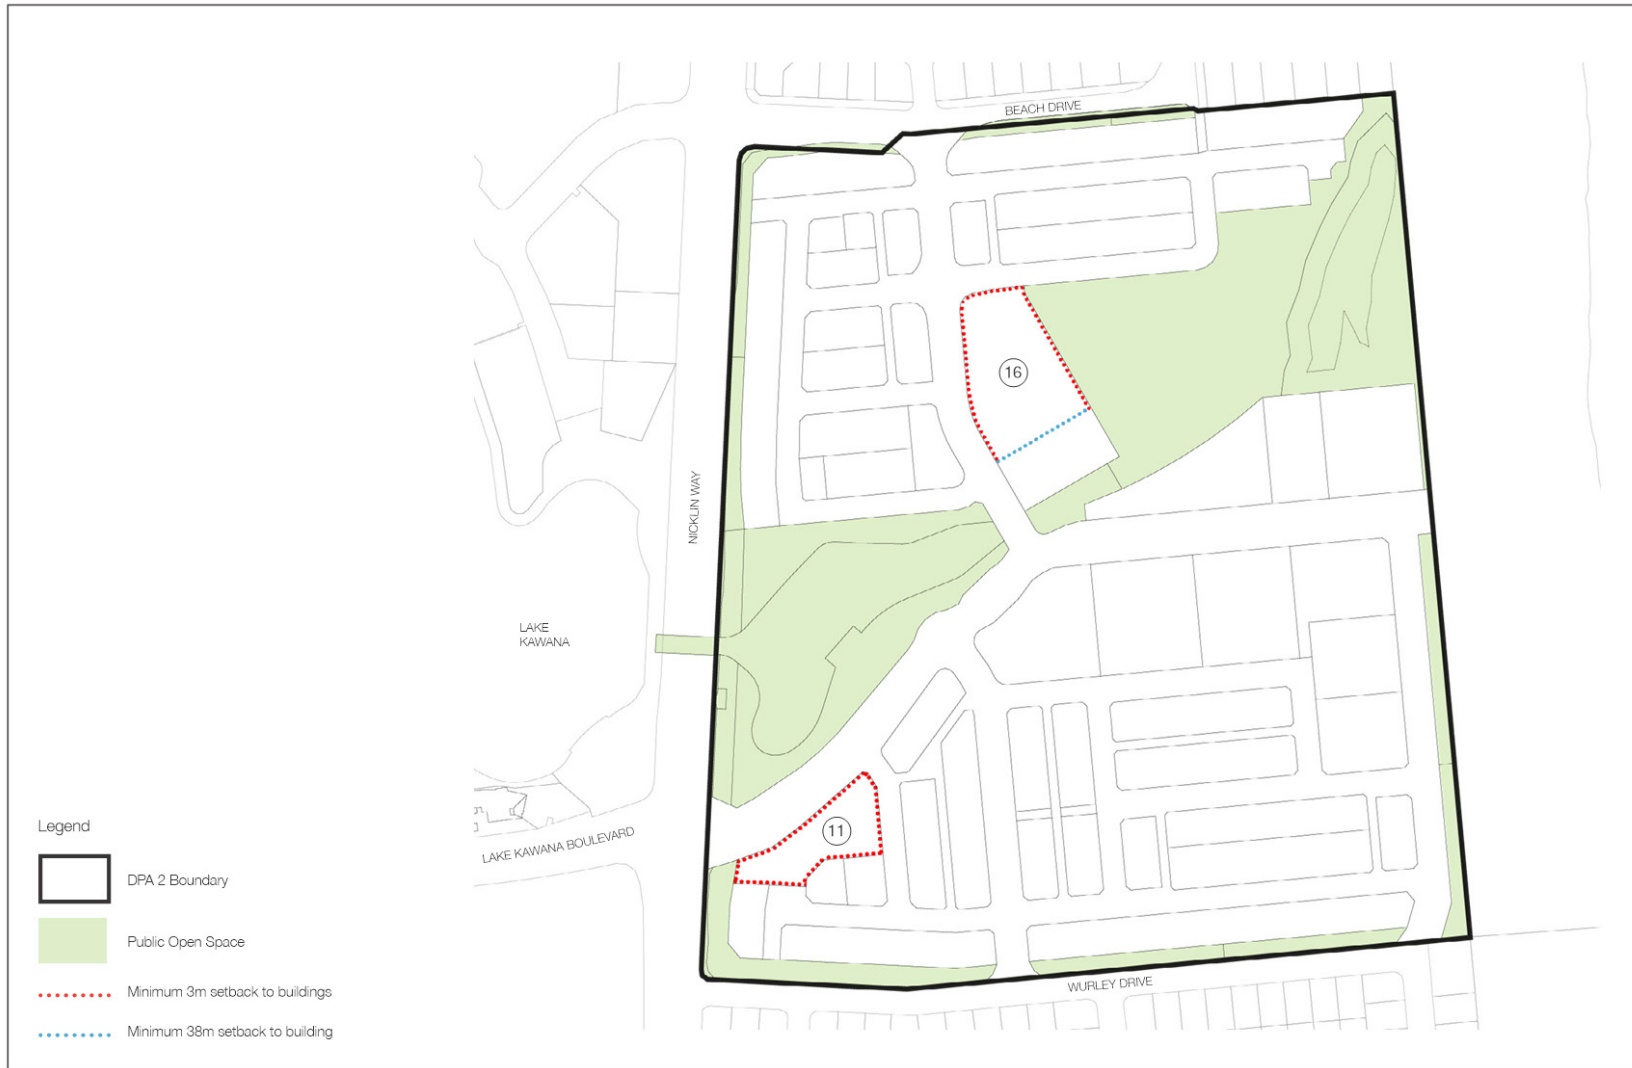 BEACH DRIVE
16
NICKLIN WAY
LAKE
KAWANA
11
LAKE KAWANA BOULEVARD
WURLEY DRIVE
Legend
DPA 2 Boundary
Public Open Space
Minimum 3m setback to buildings
Minimum 38m setback to building